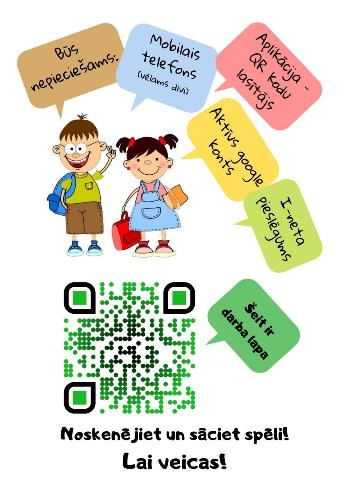 Būs
nepieciešams:
Mobilais
telefons
(vēlams divi)
Aplikācija -
QR kodu
lasītājs
Aktīvs google
konts
I-neta
pieslēgums
Šeit ir
darba lapa
Noskenējiet un sāciet spēli!
Lai veicas!